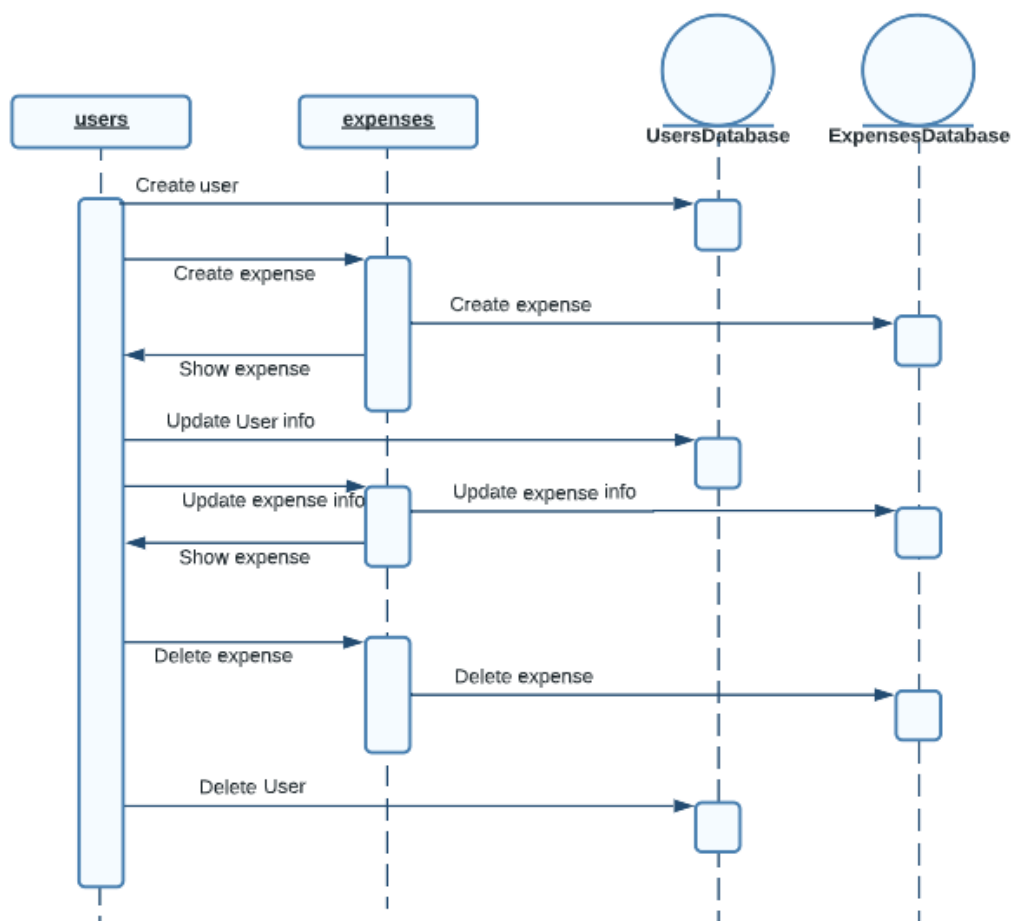 users
expenses
UsersDatabase
ExpensesDatabase
Create user
Create expense
Create expense
Show expense
Update User info
Update expense info
Update expense info
Show expense
Delete expense
Delete expense
Delete User